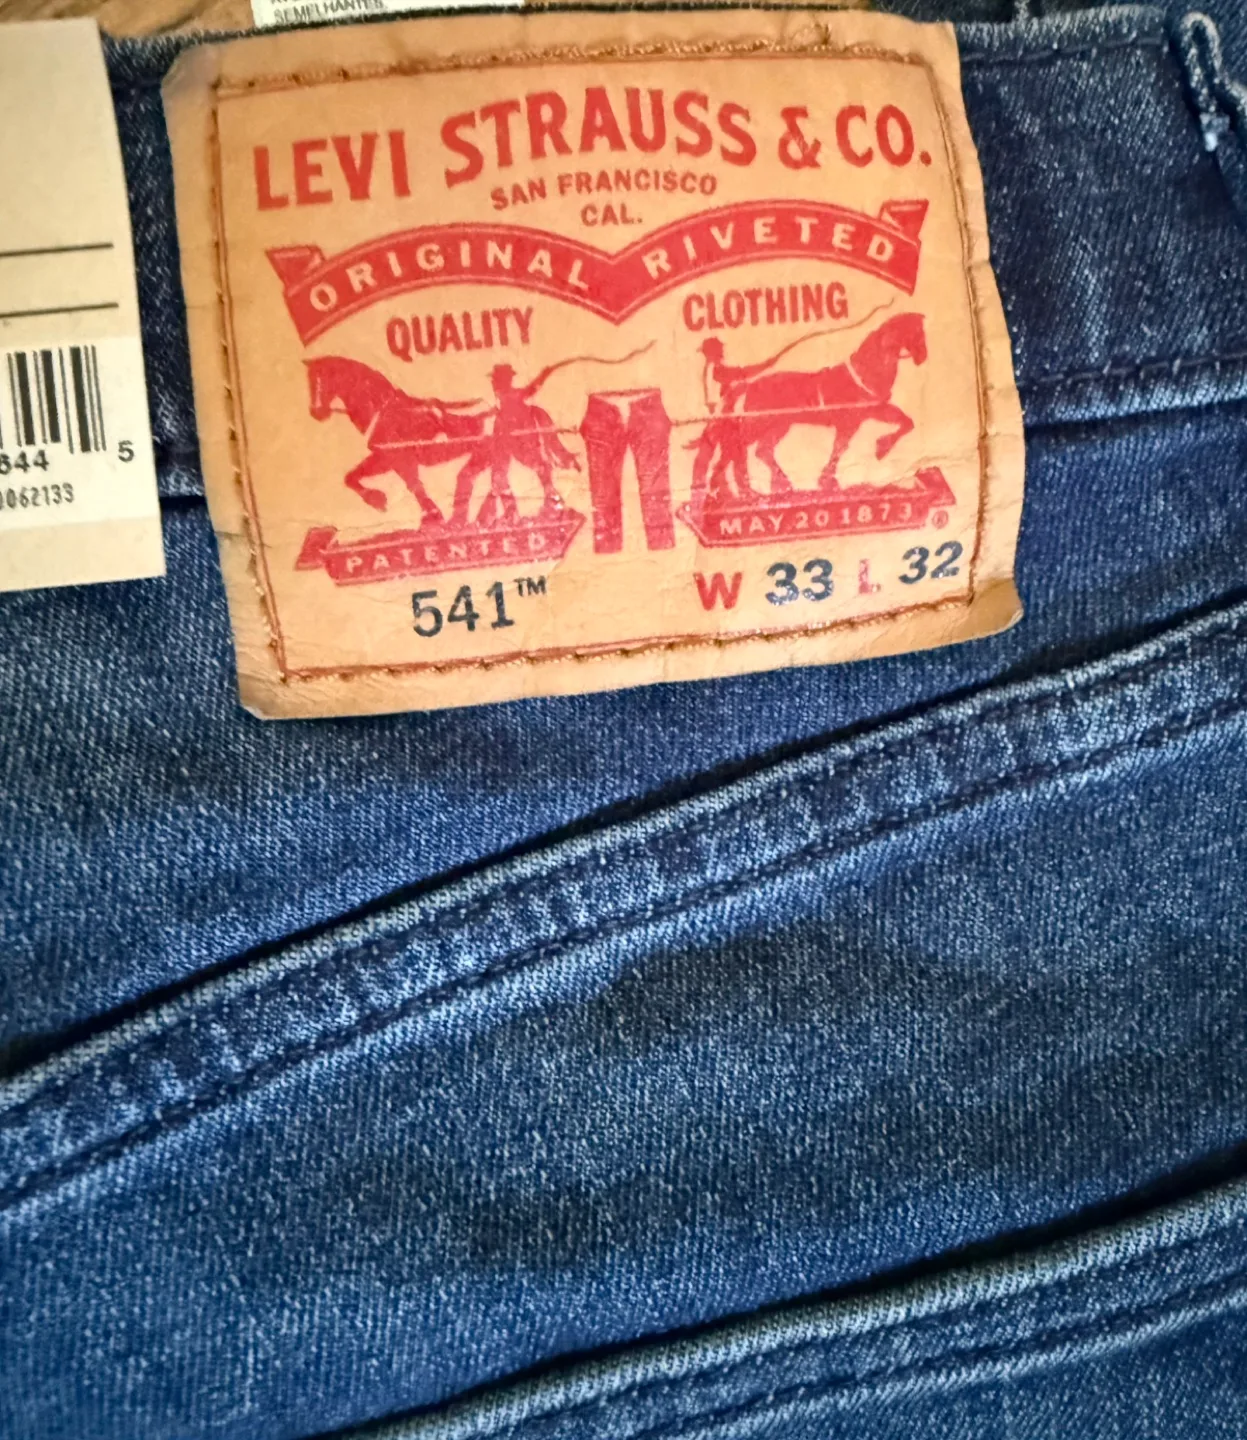 SEMELHANTES
LEVI STRAUSS & CO.
SAN FRANCISCO
CAL.
ORIGINAL RIVETED
QUALITY CLOTHING
PATENTED MAY 20 1873 ®
541™ W 33 L 32
644 5
062133